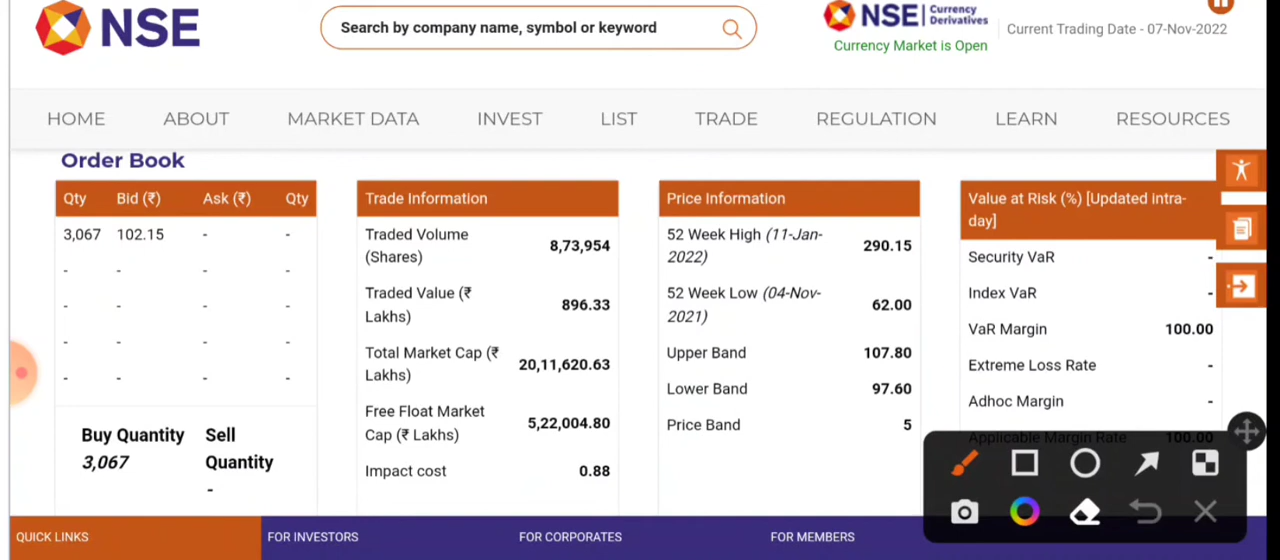 NSE
Search by company name, symbol or keyword
NSE Currency Derivatives
Currency Market is Open
Current Trading Date - 07-Nov-2022
HOME ABOUT MARKET DATA INVEST LIST TRADE REGULATION LEARN RESOURCES
Order Book
Qty Bid (₹) Ask (₹) Qty
3,067 102.15 - -
- - - -
- - - -
- - - -
- - - -
Buy Quantity
3,067
Sell
Quantity
-
Trade Information
Traded Volume
(Shares) 8,73,954
Traded Value (₹
Lakhs) 896.33
Total Market Cap (₹
Lakhs) 20,11,620.63
Free Float Market
Cap (₹ Lakhs) 5,22,004.80
Impact cost 0.88
Price Information
52 Week High (11-Jan-
2022) 290.15
52 Week Low (04-Nov-
2021) 62.00
Upper Band 107.80
Lower Band 97.60
Price Band 5
Value at Risk (%) [Updated intra-
day]
Security VaR -
Index VaR -
VaR Margin 100.00
Extreme Loss Rate -
Adhoc Margin -
Applicable Margin Rate 100.00
QUICK LINKS FOR INVESTORS FOR CORPORATES FOR MEMBERS